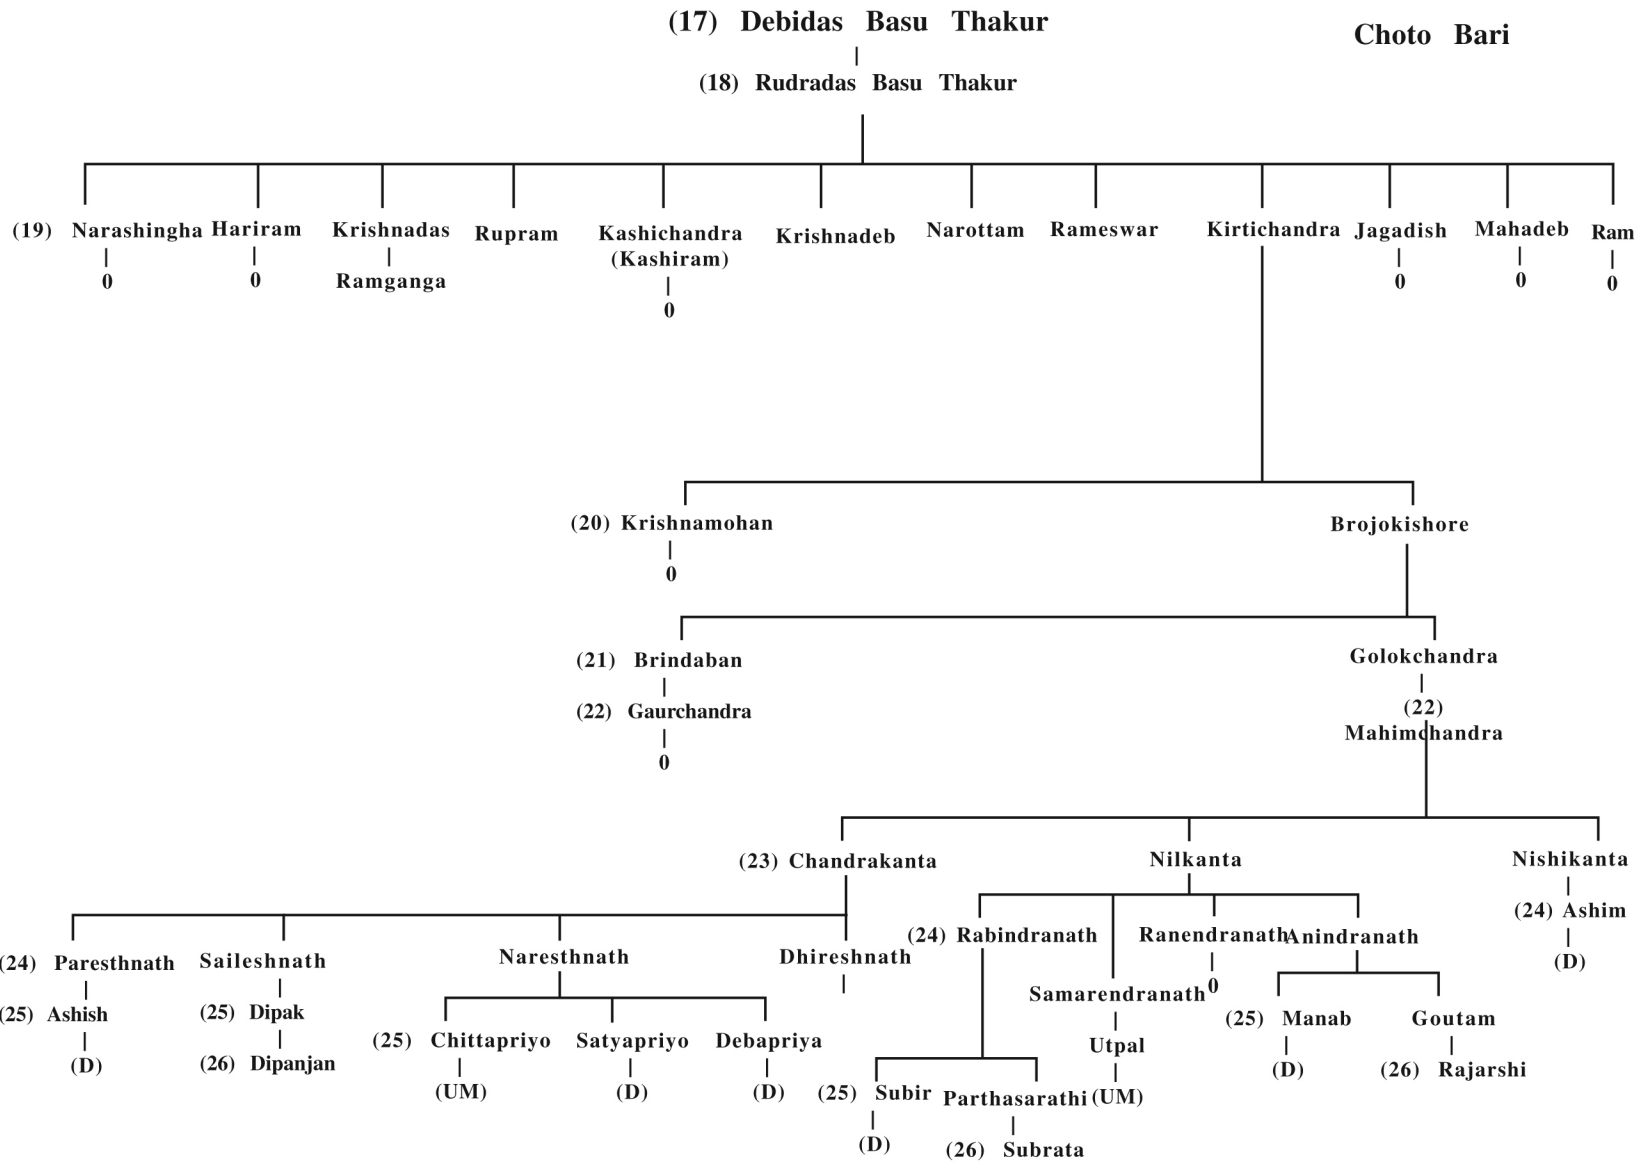 (17) Debidas Basu Thakur
Choto Bari
(18) Rudradas Basu Thakur
(19) Narashingha Hariram Krishnadas Rupram Kashichandra Krishnadeb Narottam Rameswar Kirtichandra Jagadish Mahadeb Ram
(Kashiram)
0 0 Ramganga 0 0 0
0
(20) Krishnamohan Brojokishore
0
(21) Brindaban Golokchandra
(22) Gaurchandra (22)
Mahimchandra
0
(23) Chandrakanta Nilkanta Nishikanta
(24) Ashim
(24) Rabindranath Ranendranath Anindranath
(24) Paresthnath Saileshnath Naresthnath Dhireshnath (D)
Samarendranath 0
(25) Ashish (25) Dipak (25) Manab Goutam
(25) Chittapriyo Satyapriyo Debapriya Utpal
(D) (26) Dipanjan (D) (26) Rajarshi
(UM) (D) (D) (25) Subir Parthasarathi (UM)
(D) (26) Subrata